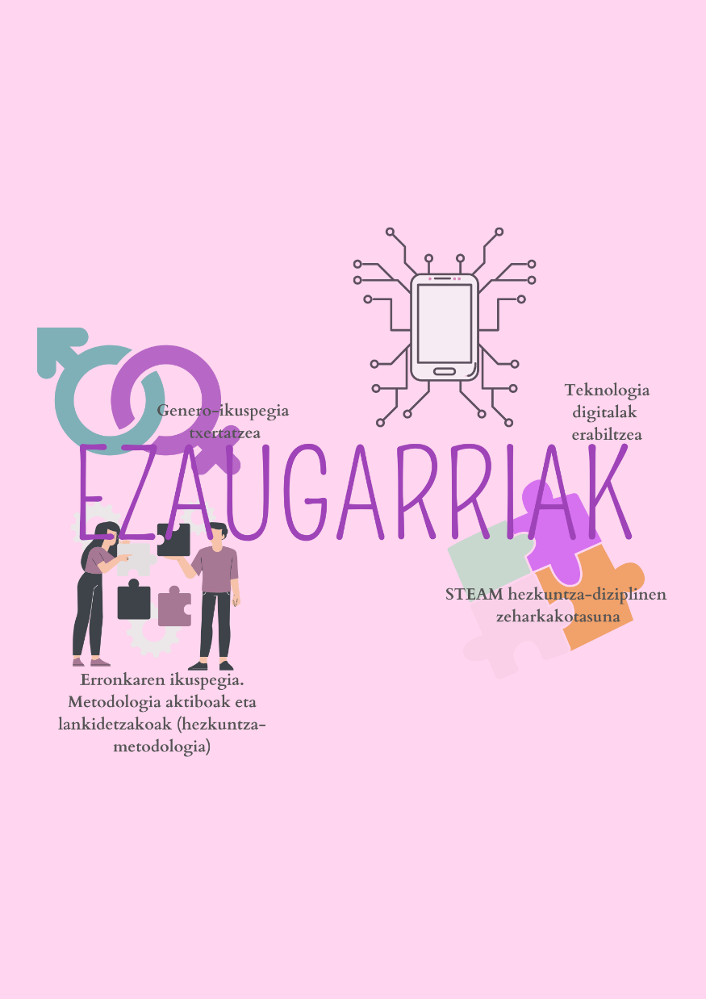 Teknologia
digitalak
erabiltzea
Genero-ikuspegia
txertatzea
EZAUGARRIAK
STEAM hezkuntza-diziplinen
zeharkakotasuna
Erronkaren ikuspegia.
Metodologia aktiboak eta
lankidetzakoak (hezkuntza-
metodologia)